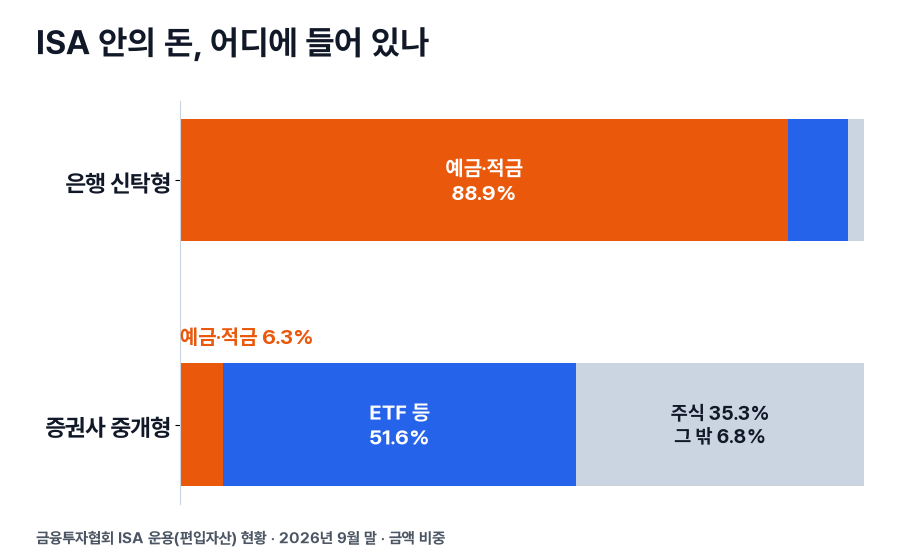 ISA 안의 돈, 어디에 들어 있나
은행 신탁형
예금·적금
88.9%
예금·적금 6.3%
증권사 중개형
ETF 등
51.6%
주식 35.3%
그 밖 6.8%
금융투자협회 ISA 운용(편입자산) 현황 · 2026년 9월 말 · 금액 비중